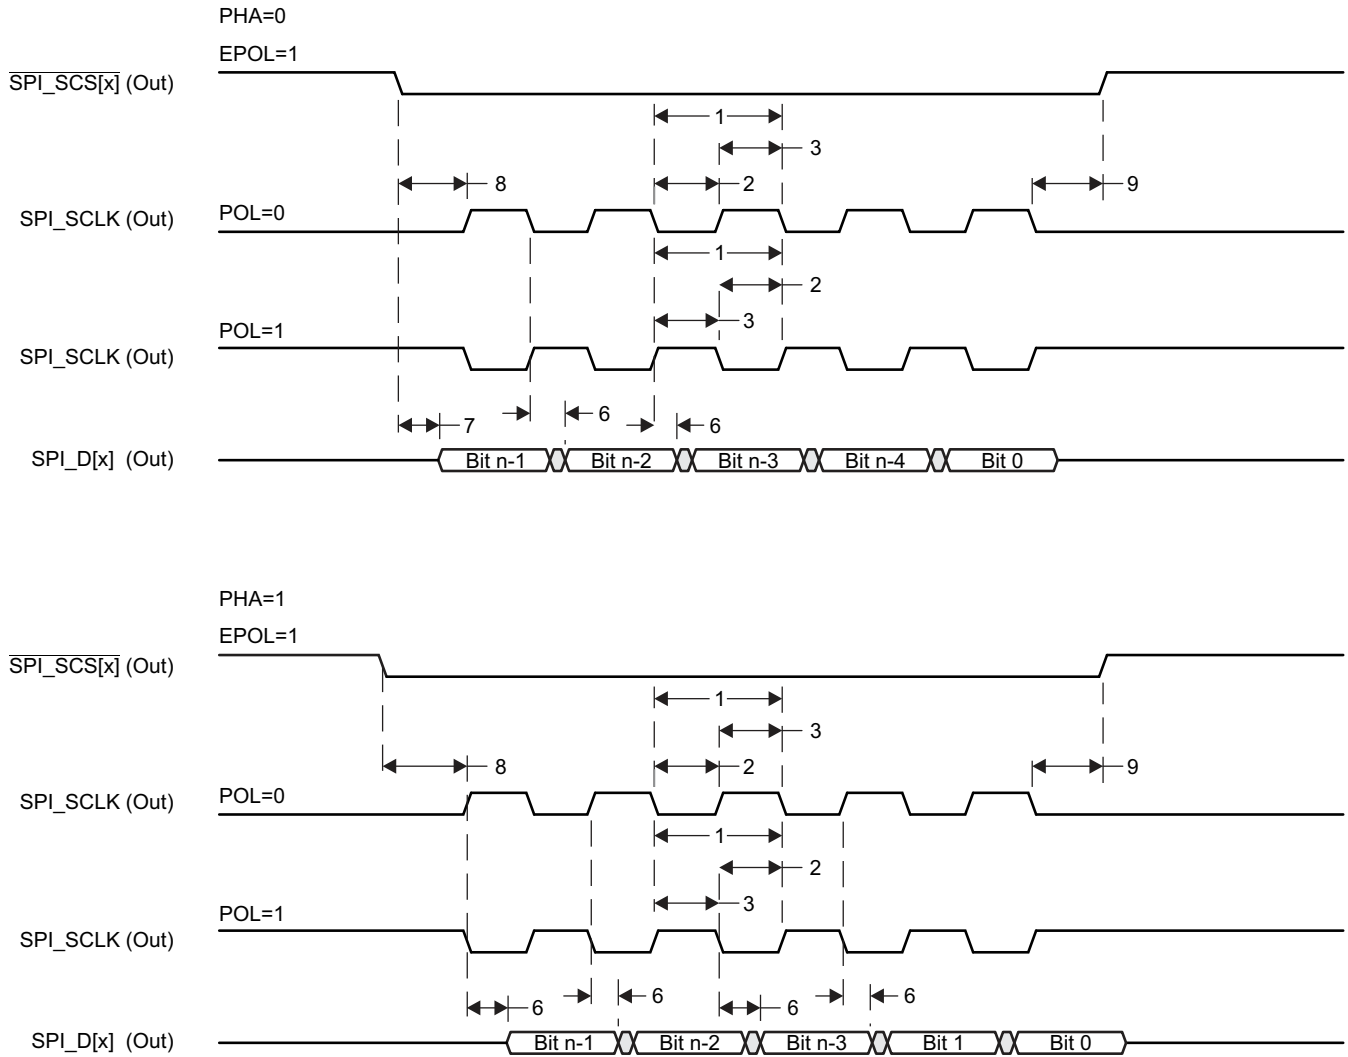 PHA=0
EPOL=1
SPI_SCS[x] (Out)
1
3
8
2
9
SPI_SCLK (Out)
POL=0
1
2
3
POL=1
SPI_SCLK (Out)
7
6
6
SPI_D[x] (Out)
Bit n-1
Bit n-2
Bit n-3
Bit n-4
Bit 0
PHA=1
EPOL=1
SPI_SCS[x] (Out)
1
3
8
2
9
SPI_SCLK (Out)
POL=0
1
2
3
POL=1
SPI_SCLK (Out)
6
6
6
6
SPI_D[x] (Out)
Bit n-1
Bit n-2
Bit n-3
Bit 1
Bit 0